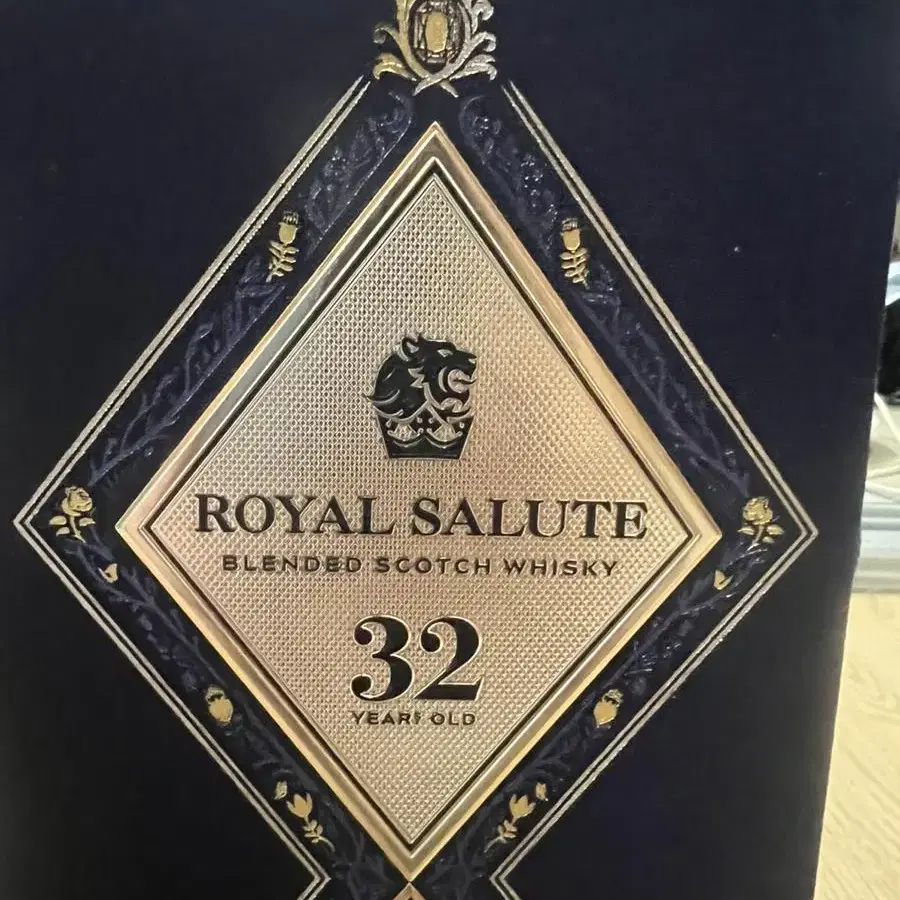 ROYAL SALUTE
BLENDED SCOTCH WHISKY
32
YEARS OLD